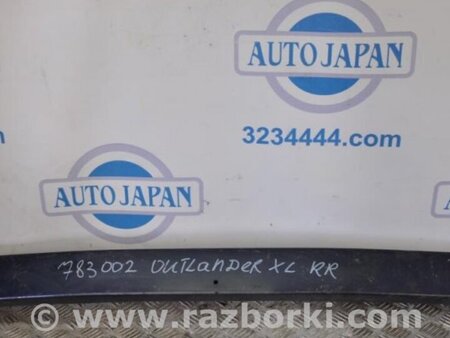 AUTO JAPAN
3234444.com
AUTO JAPAN
783002 OUTLANDER XL RR
www.razborki.com